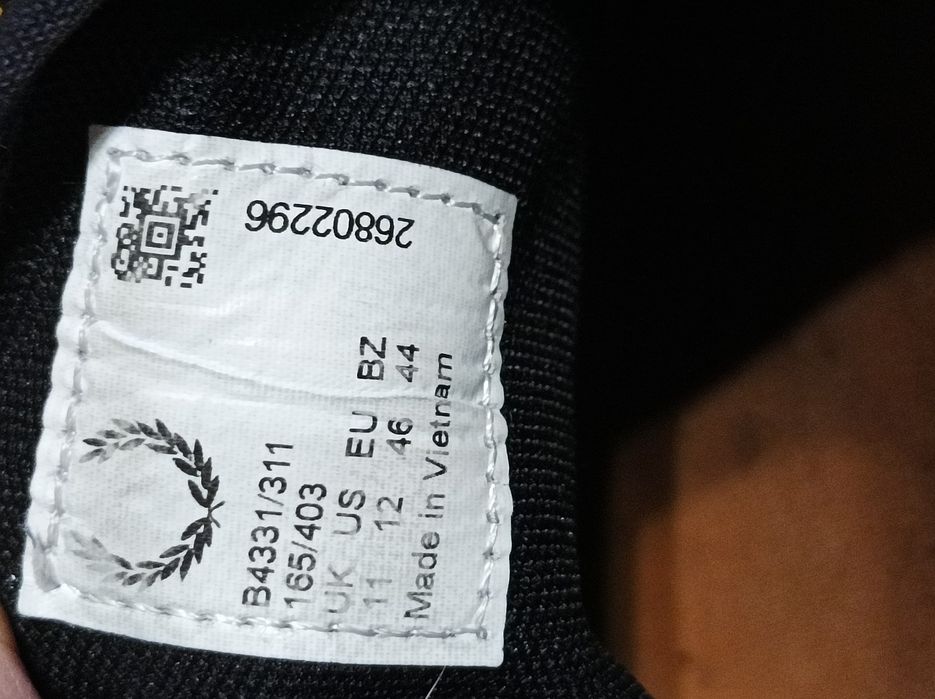 26802296
B4331/311
165/403
UK US EU BZ
11 12 46 44
Made in Vietnam